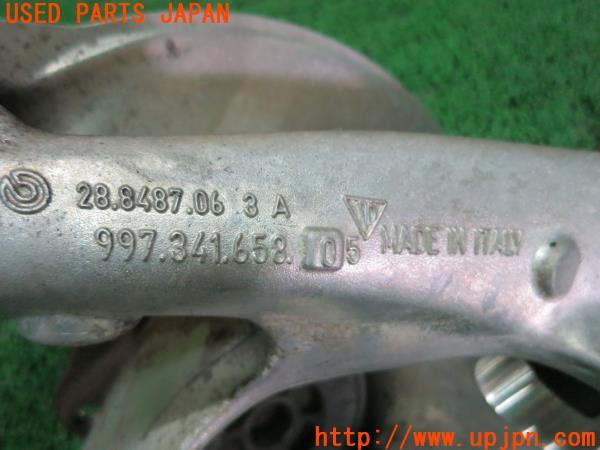 USED PARTS JAPAN
28.8487.06 3 A
997.341.658. 05 MADE IN ITALY
http://www.upjpn.com/